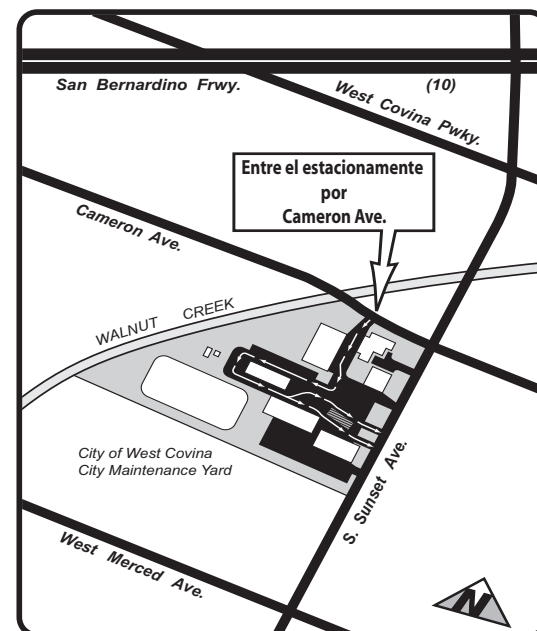 San Bernardino Frwy.
(10)
West Covina Pwky.
Entre el estacionamente
por
Cameron Ave.
Cameron Ave.
WALNUT CREEK
City of West Covina
City Maintenance Yard
S. Sunset Ave.
West Merced Ave.
N